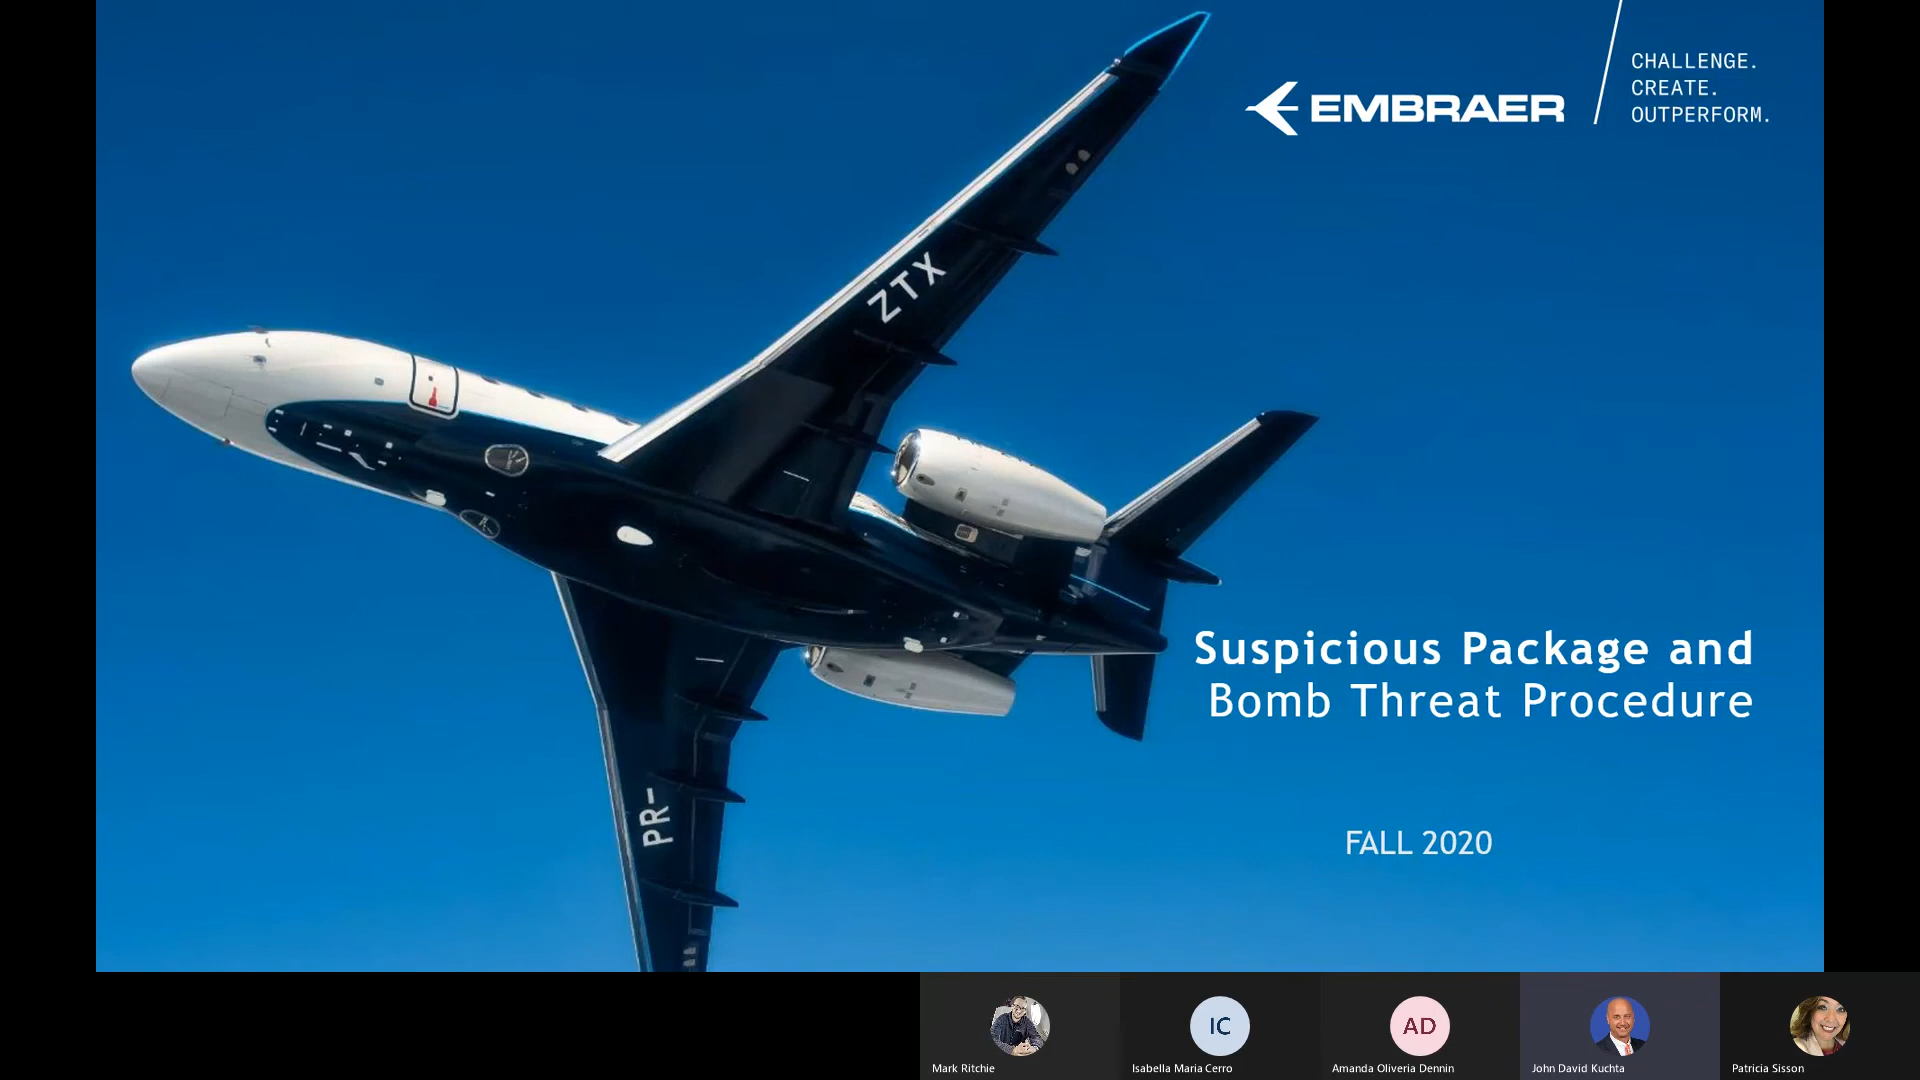 EMBRAER
CHALLENGE.
CREATE.
OUTPERFORM.
ZTX
PR-
Suspicious Package and
Bomb Threat Procedure
FALL 2020
IC
AD
Mark Ritchie
Isabella Maria Cerro
Amanda Oliveria Dennin
John David Kuchta
Patricia Sisson